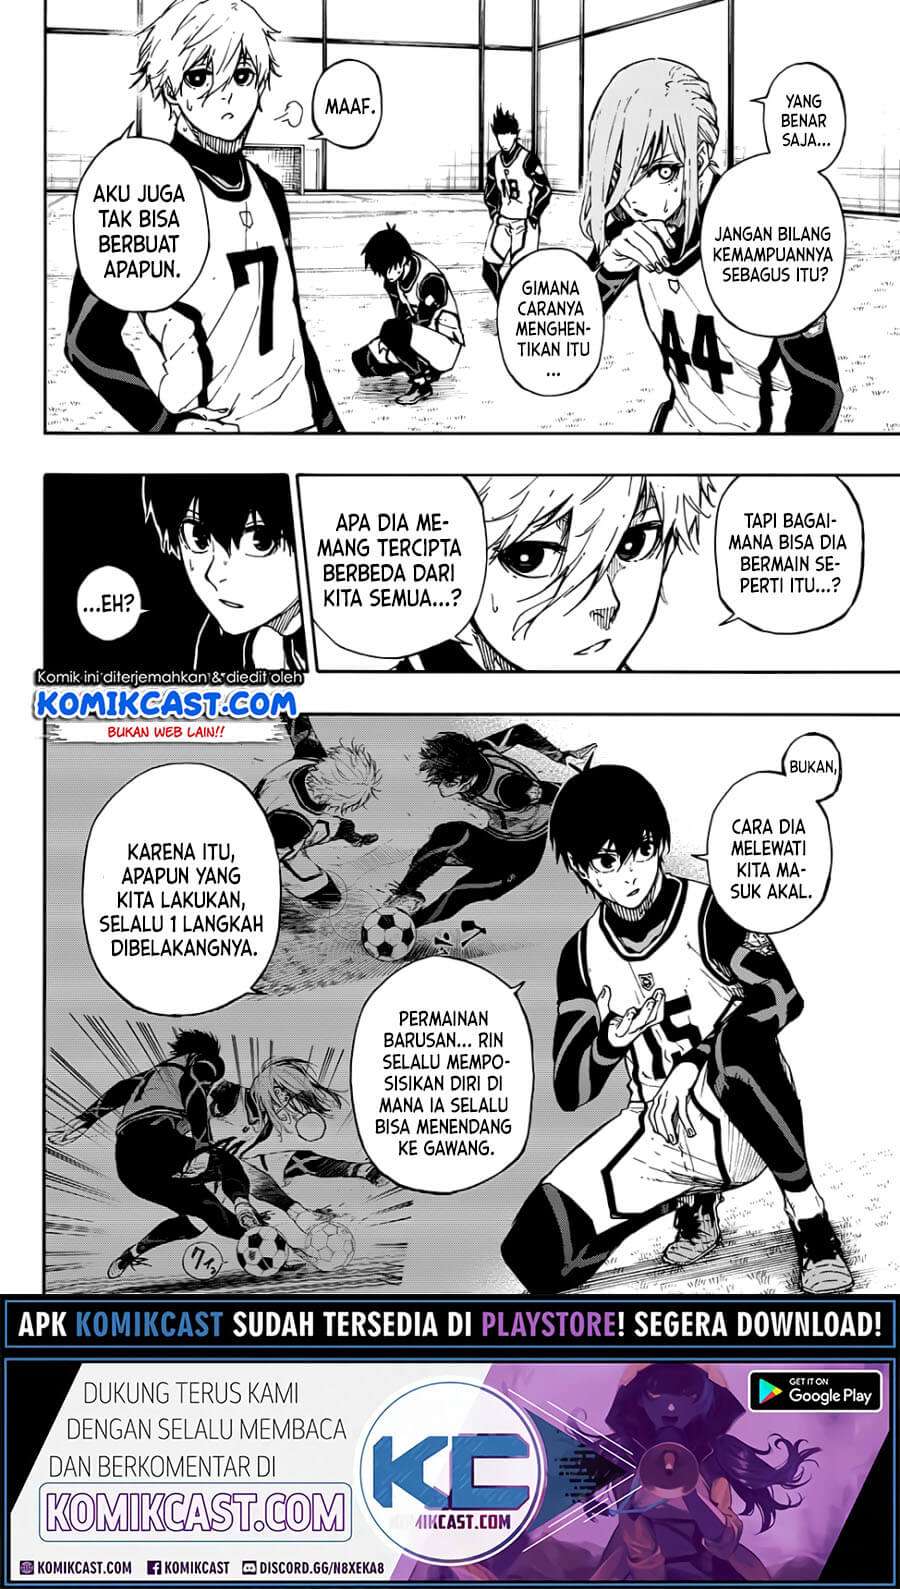 YANG
BENAR
SAJA...
JANGAN BILANG
KEMAMPUANNYA
SEBAGUS ITU?
GIMANA
CARANYA
MENGHEN-
TIKAN ITU
...
MAAF.
AKU JUGA
TAK BISA
BERBUAT
APAPUN.
18
7
44
TAPI BAGAI-
MANA BISA DIA
BERMAIN SE-
PERTI ITU...?
APA DIA ME-
MANG TERCIPTA
BERBEDA DARI
KITA SEMUA...?
...EH?
Komik ini diterjemahkan & diedit oleh
KOMIKCAST.COM
BUKAN WEB LAIN!!
BUKAN,
CARA DIA
MELEWATI
KITA MA-
SUK AKAL.
15
KARENA ITU,
APAPUN YANG
KITA LAKUKAN,
SELALU 1 LANGKAH
DIBELAKANGNYA.
PERMAINAN
BARUSAN... RIN
SELALU MEMPO-
SISIKAN DIRI DI
MANA IA SELALU
BISA MENENDANG
KE GAWANG.
APK KOMIKCAST SUDAH TERSEDIA DI PLAYSTORE! SEGERA DOWNLOAD!
DUKUNG TERUS KAMI
DENGAN SELALU MEMBACA
DAN BERKOMENTAR DI
KOMIKCAST.COM
KOMIKCAST.COM
KOMIKCAST
DISCORD.GG/N8XEKA8
KC
KOMIKCAST.COM
GET IT ON
Google Play